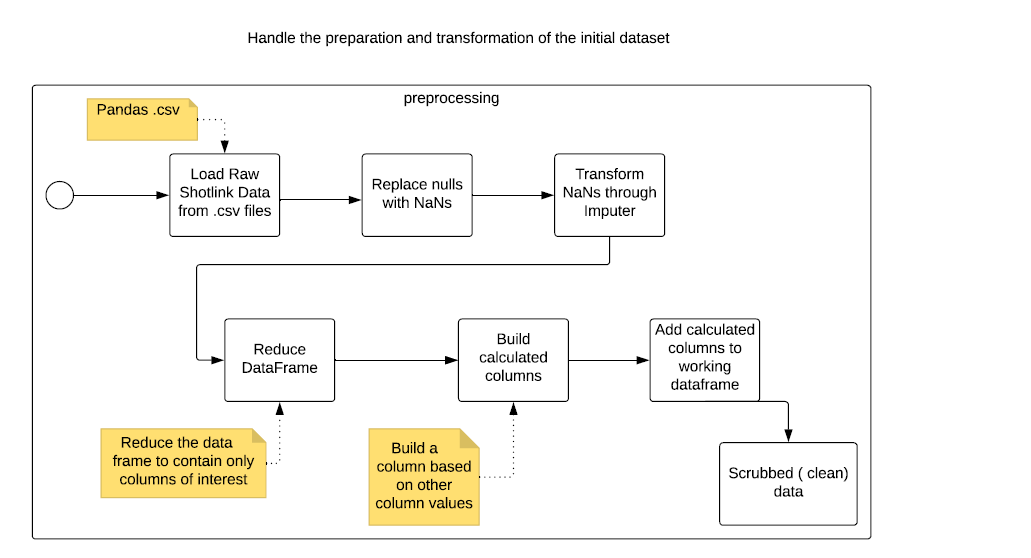 Handle the preparation and transformation of the initial dataset
preprocessing
Pandas .csv
Load Raw
Shotlink Data
from .csv files
Replace nulls
with NaNs
Transform
NaNs through
Imputer
Reduce
DataFrame
Build
calculated
columns
Add calculated
columns to
working
dataframe
Reduce the data
frame to contain only
columns of interest
Build a
column based
on other
column values
Scrubbed ( clean)
data